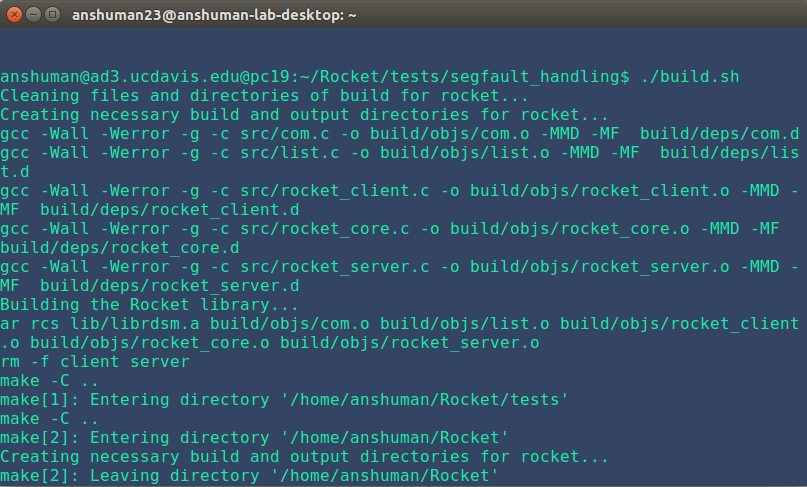 anshuman23@anshuman-lab-desktop: ~
anshuman@ad3.ucdavis.edu@pc19:~/Rocket/tests/segfault_handling$ ./build.sh
Cleaning files and directories of build for rocket...
Creating necessary build and output directories for rocket...
gcc -Wall -Werror -g -c src/com.c -o build/objs/com.o -MMD -MF  build/deps/com.d
gcc -Wall -Werror -g -c src/list.c -o build/objs/list.o -MMD -MF  build/deps/lis
t.d
gcc -Wall -Werror -g -c src/rocket_client.c -o build/objs/rocket_client.o -MMD -
MF  build/deps/rocket_client.d
gcc -Wall -Werror -g -c src/rocket_core.c -o build/objs/rocket_core.o -MMD -MF
build/deps/rocket_core.d
gcc -Wall -Werror -g -c src/rocket_server.c -o build/objs/rocket_server.o -MMD -
MF  build/deps/rocket_server.d
Building the Rocket library...
ar rcs lib/librdsm.a build/objs/com.o build/objs/list.o build/objs/rocket_client
.o build/objs/rocket_core.o build/objs/rocket_server.o
rm -f client server
make -C ..
make[1]: Entering directory '/home/anshuman/Rocket/tests'
make -C ..
make[2]: Entering directory '/home/anshuman/Rocket'
Creating necessary build and output directories for rocket...
make[2]: Leaving directory '/home/anshuman/Rocket'